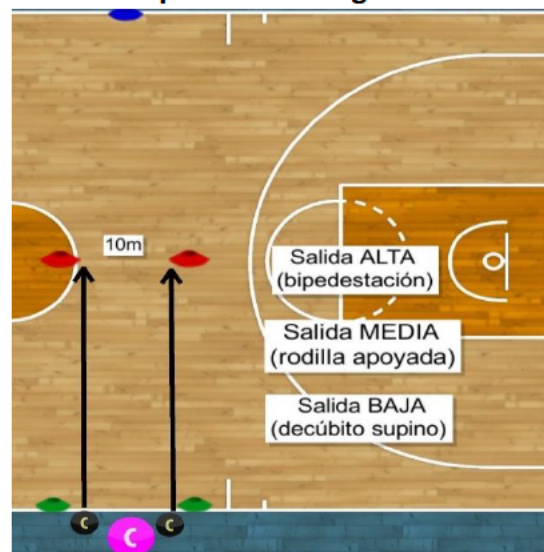 10m
Salida ALTA
(bipedestación)
Salida MEDIA
(rodilla apoyada)
Salida BAJA
(decúbito supino)
C
C
C